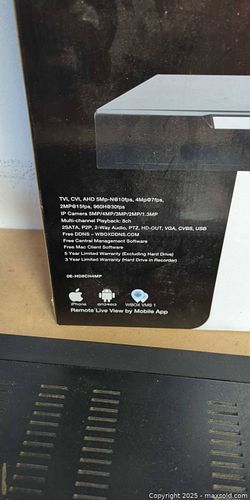 TVI, CVI, AHD 5Mp-N@10fps, 4Mp@7fps,
2MP@15fps, 960H@30fps
IP Camera 5MP/4MP/3MP/2MP/1.3MP
Multi-channel Playback: 8ch
2SATA, P2P, 2-Way Audio, PTZ, HD-OUT, VGA, CVBS, USB
Free DDNS - WBOXDDNS.COM
Free Central Management Software
Free Mac Client Software
5 Year Limited Warranty (Excluding Hard Drive)
3 Year Limited Warranty (Hard Drive in Recorder)
0E-HD8CH4MP
iPhone ANDROID WBOX VMS 1
Remote Live View by Mobile App
Copyright 2025 - maxsold.com